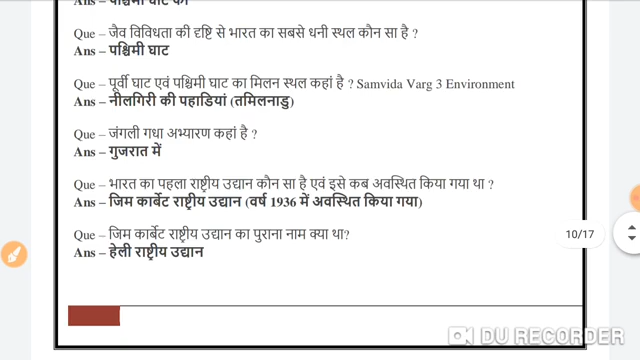 Ans – पश्चिमी घाट को
Que – जैव विविधता की दृष्टि से भारत का सबसे धनी स्थल कौन सा है ?
Ans – पश्चिमी घाट
Que – पूर्वी घाट एवं पश्चिमी घाट का मिलन स्थल कहां है ? Samvida Varg 3 Environment
Ans – नीलगिरी की पहाडियां (तमिलनाडु)
Que – जंगली गधा अभ्यारण कहां है ?
Ans – गुजरात में
Que – भारत का पहला राष्ट्रीय उद्यान कौन सा है एवं इसे कब अवस्थित किया गया था ?
Ans – जिम कार्बेट राष्ट्रीय उद्यान (वर्ष 1936 में अवस्थित किया गया)
Que – जिम कार्बेट राष्ट्रीय उद्यान का पुराना नाम क्या था?
Ans – हेली राष्ट्रीय उद्यान
10/17
DU RECORDER